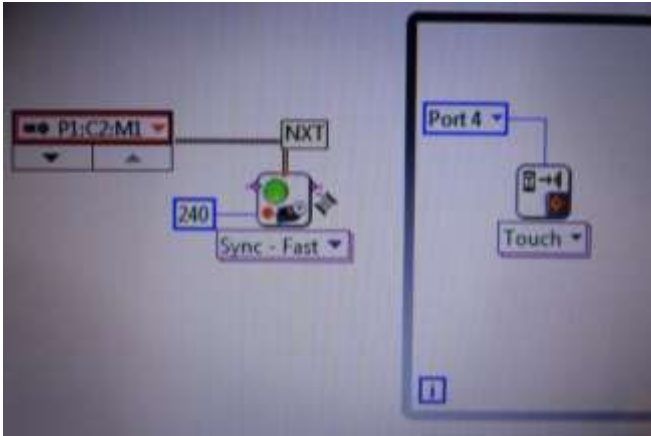 P1:C2:M1
NXT
240
Sync - Fast
Port 4
Touch
i